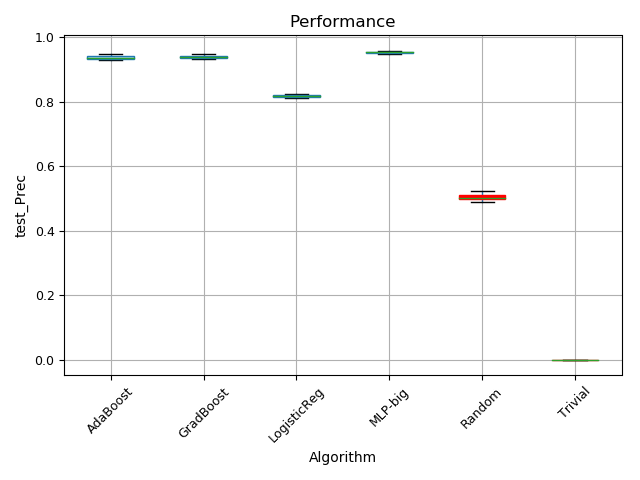 Performance
1.0
0.8
0.6
0.4
0.2
0.0
test_Prec
AdaBoost
GradBoost
LogisticReg
MLP-big
Random
Trivial
Algorithm